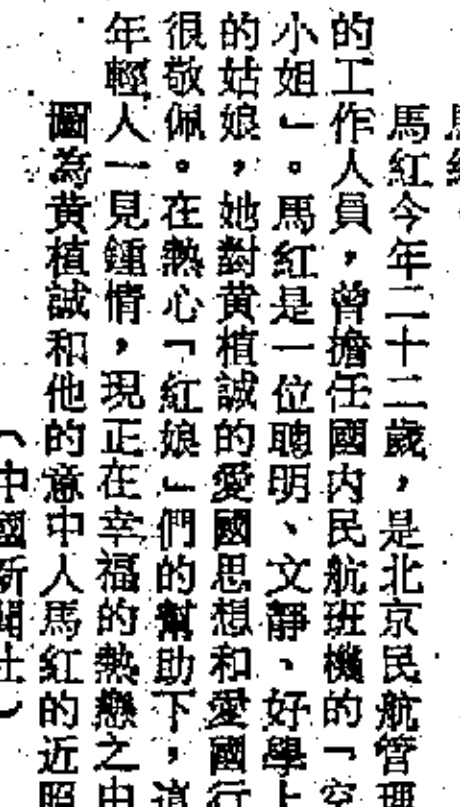 馬紅今年二十二歲,是北京民航管理
的工作人員,曾擔任國内民航班機的「空
小姐」。馬紅是一位聰明、文靜、好學上
的姑娘,她對黄植誠的愛國思想和愛國行
很敬佩。在熱心「紅娘」們的幫助下,這
年輕人一見鍾情,現正在幸福的熱戀之中
圖為黄植誠和他的意中人馬紅的近照
(中國新聞社)